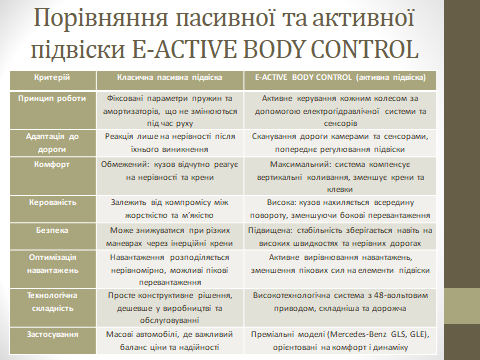 Порівняння пасивної та активної
підвіски E-ACTIVE BODY CONTROL
Критерій
Класична пасивна підвіска
E-ACTIVE BODY CONTROL (активна підвіска)
Принцип роботи
Фіксовані параметри пружин та
амортизаторів, що не змінюються
під час руху
Активне керування кожним колесом за
допомогою електрогідравлічної системи та
сенсорів
Адаптація до
дороги
Реакція лише на нерівності після
їхнього виникнення
Сканування дороги камерами та сенсорами,
попереднє регулювання підвіски
Комфорт
Обмежений: кузов відчутно реагує
на нерівності та крени
Максимальний: система компенсує
вертикальні коливання, зменшує крени та
клевки
Керованість
Залежить від компромісу між
жорсткістю та м'якістю
Висока: кузов нахиляється всередину
повороту, зменшуючи бокові перевантаження
Безпека
Може знижуватися при різких
маневрах через інерційні крени
Підвищена: стабільність зберігається навіть на
високих швидкостях та нерівних дорогах
Оптимізація
навантажень
Навантаження розподіляється
нерівномірно, можливі пікові
перевантаження
Активне вирівнювання навантажень,
зменшення пікових сил на елементи підвіски
Технологічна
складність
Просте конструктивне рішення,
дешевше у виробництві та
обслуговуванні
Високотехнологічна система з 48-вольтовим
приводом, складніша та дорожча
Застосування
Масові автомобілі, де важливий
баланс ціни та надійності
Преміальні моделі (Mercedes-Benz GLS, GLE),
орієнтовані на комфорт і динаміку